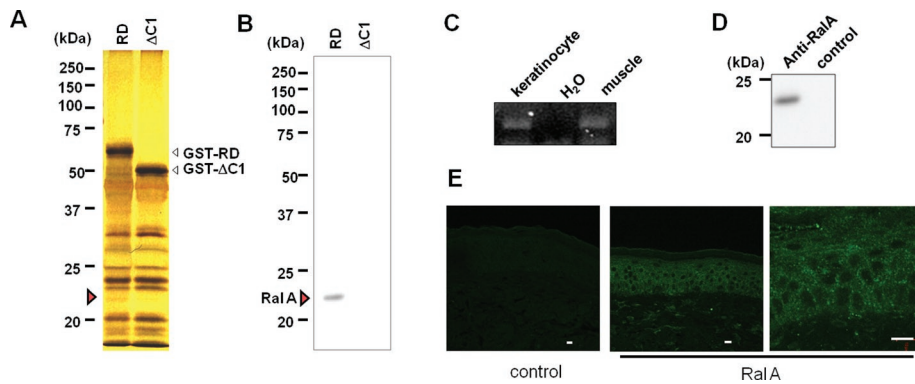 A
(kDa)
RD
ΔC1
250
150
100
75
50
37
25
20
GST-RD
GST-ΔC1
B
(kDa)
RD
ΔC1
250
150
100
75
50
37
25
RalA
20
C
keratinocyte
H2O
muscle
D
(kDa)
Anti-RalA
control
25
20
E
control
RalA